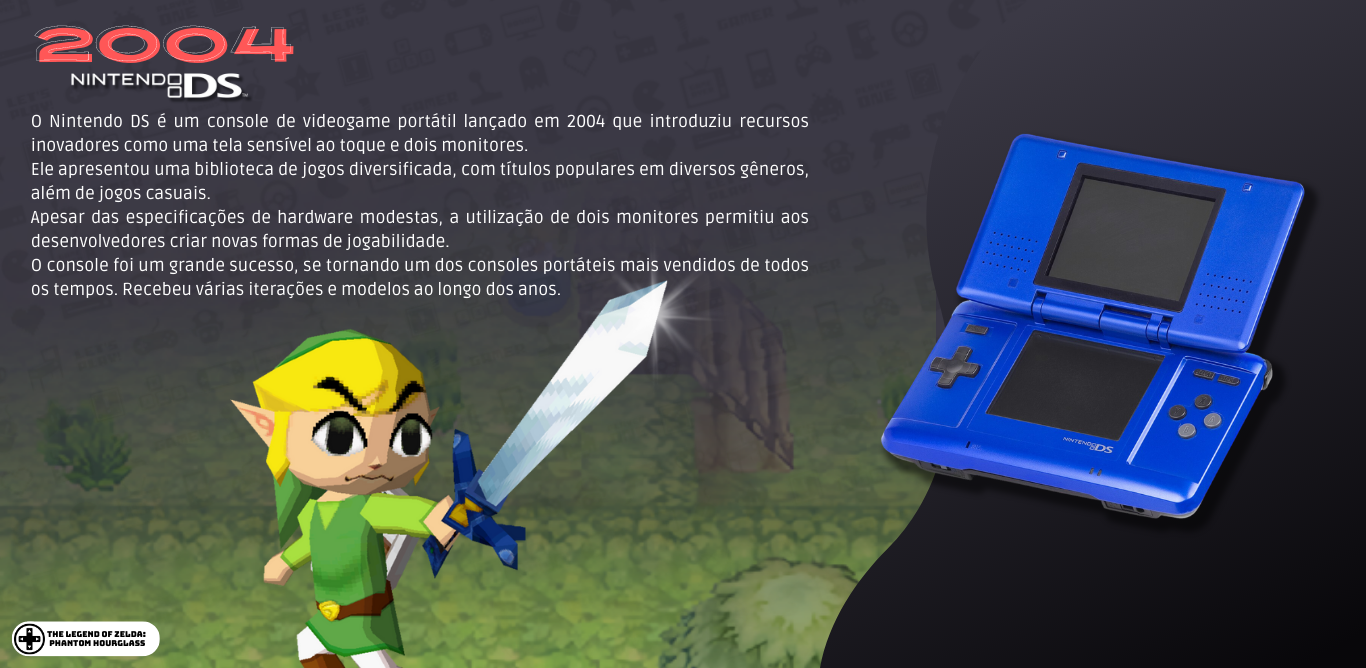 2004
NINTENDO DS™
O Nintendo DS é um console de videogame portátil lançado em 2004 que introduziu recursos
inovadores como uma tela sensível ao toque e dois monitores.
Ele apresentou uma biblioteca de jogos diversificada, com títulos populares em diversos gêneros,
além de jogos casuais.
Apesar das especificações de hardware modestas, a utilização de dois monitores permitiu aos
desenvolvedores criar novas formas de jogabilidade.
O console foi um grande sucesso, se tornando um dos consoles portáteis mais vendidos de todos
os tempos. Recebeu várias iterações e modelos ao longo dos anos.
NINTENDO DS
THE LEGEND OF ZELDA:
PHANTOM HOURGLASS